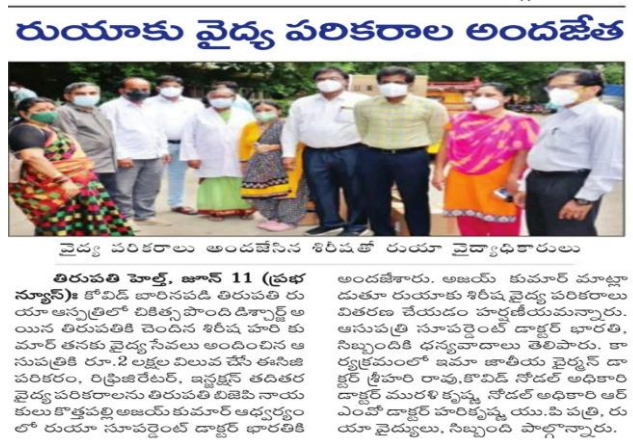 రుయాకు వైద్య పరికరాల అందజేత
వైద్య పరికరాలు అందజేసిన శిరీషతో రుయా వైద్యాధికారులు
తిరుపతి హెల్త్, జూన్ 11 (ప్రభ
న్యూస్): కోవిడ్ బారినపడి తిరుపతి రు
యా ఆస్పత్రిలో చికిత్స పొంది డిశ్చార్జ్ అ
యిన తిరుపతికి చెందిన శిరీష హరి కు
మార్ తనకు వైద్య సేవలు అందించిన ఆ
సుపత్రికి రూ.2 లక్షల విలువ చేసే ఈసిజి
పరికరం, రిఫ్రిజిరేటర్, ఇన్జక్షన్ తదితర
వైద్య పరికరాలను తిరుపతి బిజెపి నాయ
కులు కొత్తపల్లి అజయ్ కుమార్ ఆధ్వర్యం
లో రుయా సూపరెండెంట్ డాక్టర్ భారతికి
అందజేశారు. అజయ్ కుమార్ మాట్లా
డుతూ రుయాకు శిరీష వైద్య పరికరాలు
వితరణ చేయడం హర్షణీయమన్నారు.
ఆసుపత్రి సూపర్డెంట్ డాక్టర్ భారతి,
సిబ్బందికి ధన్యవాదాలు తెలిపారు. కా
ర్యక్రమంలో ఇమా జాతీయ చైర్మన్ డా
క్టర్ శ్రీహరి రావు,కొవిడ్ నోడల్ అధికారి
డాక్టర్ మురళి కృష్ణ నోడల్ అధికారి ఆర్
ఎంవో డాక్టర్ హరికృష్ణ యు.పి పత్రి, రు
యా వైద్యులు, సిబ్బంది పాల్గొన్నారు.